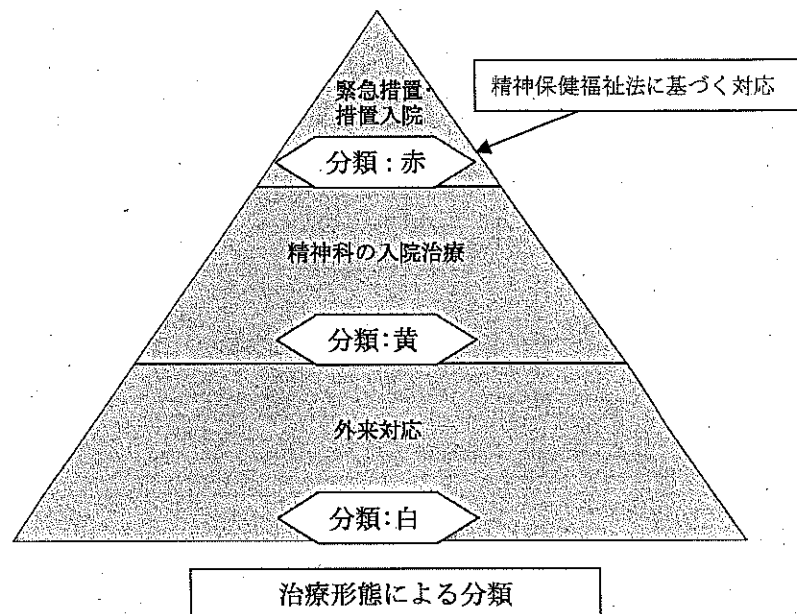 緊急措置・
措置入院
精神保健福祉法に基づく対応
分類：赤
精神科の入院治療
分類：黄
外来対応
分類：白
治療形態による分類